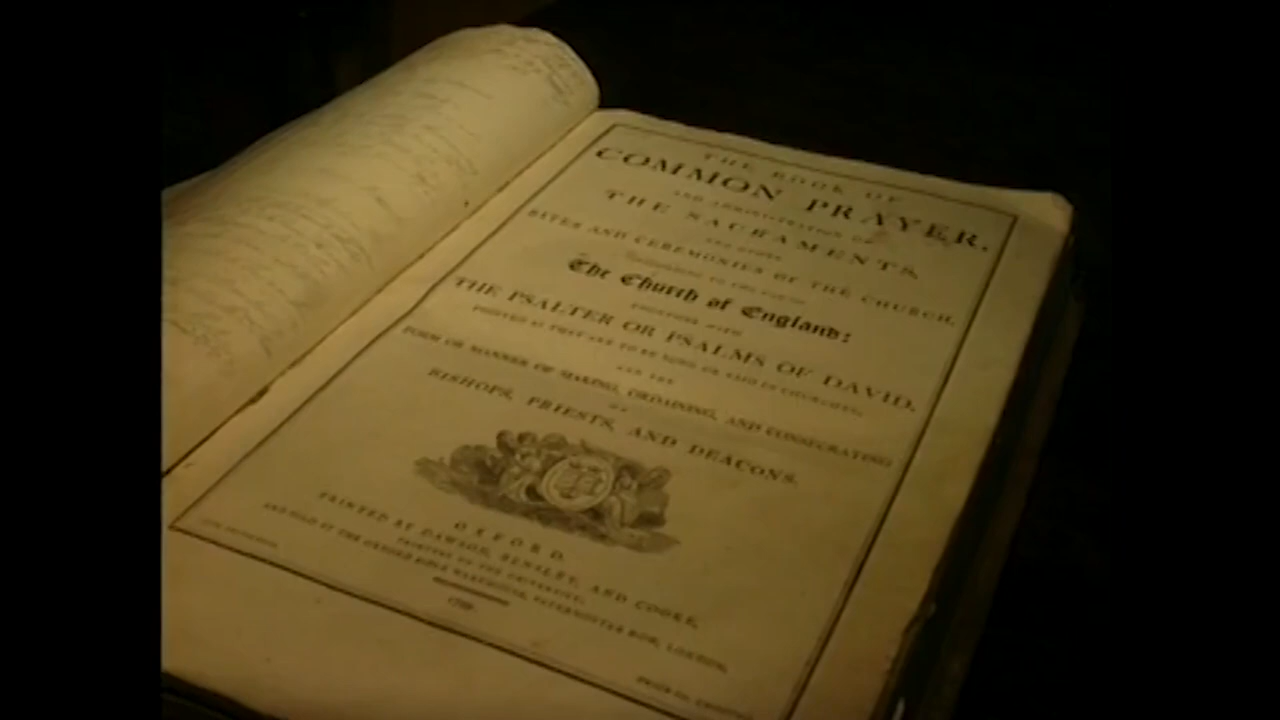 THE BOOK OF
COMMON PRAYER,
AND ADMINISTRATION OF
THE SACRAMENTS,
AND OTHER
RITES AND CEREMONIES OF THE CHURCH,
ACCORDING TO THE USE OF
The Church of England:
TOGETHER WITH
THE PSALTER OR PSALMS OF DAVID,
POINTED AS THEY ARE TO BE SUNG OR SAID IN CHURCHES;
AND THE
FORM OR MANNER OF MAKING, ORDAINING, AND CONSECRATING
OF
BISHOPS, PRIESTS, AND DEACONS.
OXFORD,
PRINTED BY DAWSON, BENSLEY, AND COOKE,
PRINTERS TO THE UNIVERSITY;
AND SOLD AT THE OXFORD BIBLE WAREHOUSE, PATERNOSTER ROW, LONDON,